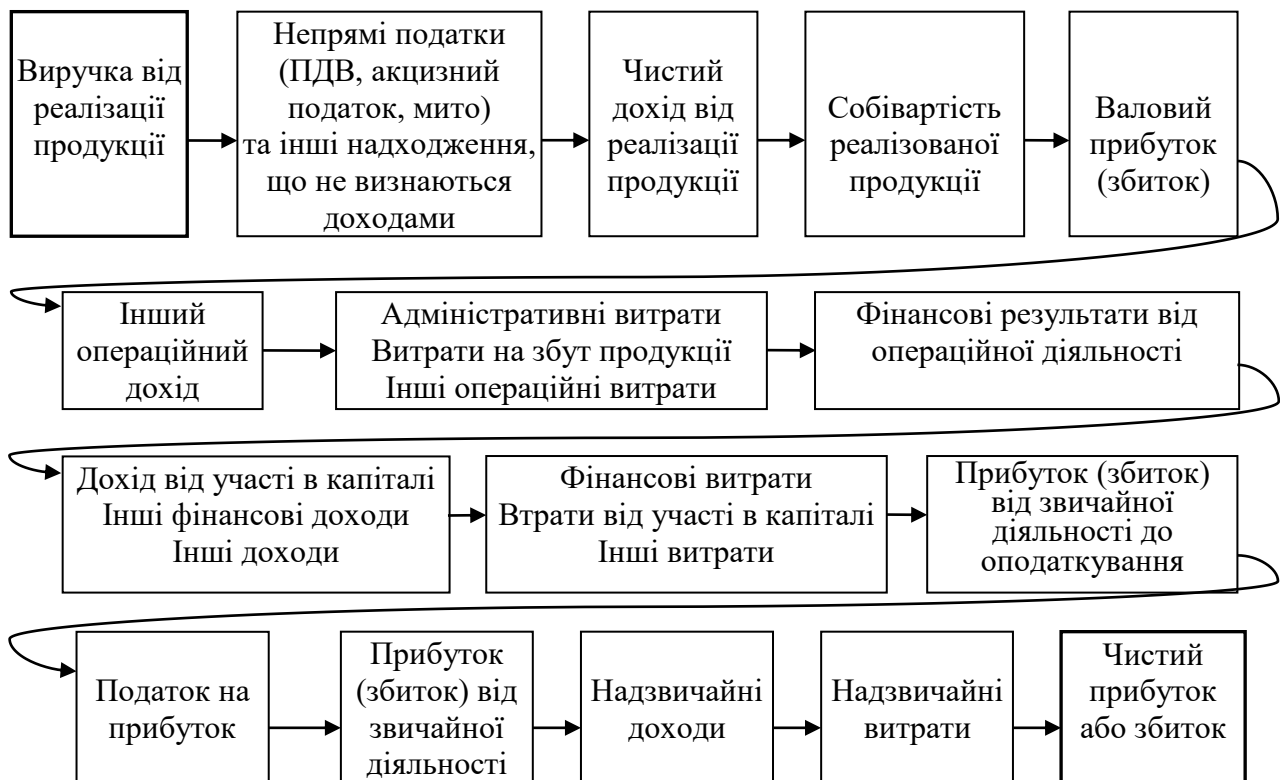 Виручка від
реалізації
продукції
Непрямі податки
(ПДВ, акцизний
податок, мито)
та інші надходження,
що не визнаються
доходами
Чистий
дохід від
реалізації
продукції
Собівартість
реалізованої
продукції
Валовий
прибуток
(збиток)
Інший
операційний
дохід
Адміністративні витрати
Витрати на збут продукції
Інші операційні витрати
Фінансові результати від
операційної діяльності
Дохід від участі в капіталі
Інші фінансові доходи
Інші доходи
Фінансові витрати
Втрати від участі в капіталі
Інші витрати
Прибуток (збиток)
від звичайної
діяльності до
оподаткування
Податок на
прибуток
Прибуток
(збиток) від
звичайної
діяльності
Надзвичайні
доходи
Надзвичайні
витрати
Чистий
прибуток
або збиток